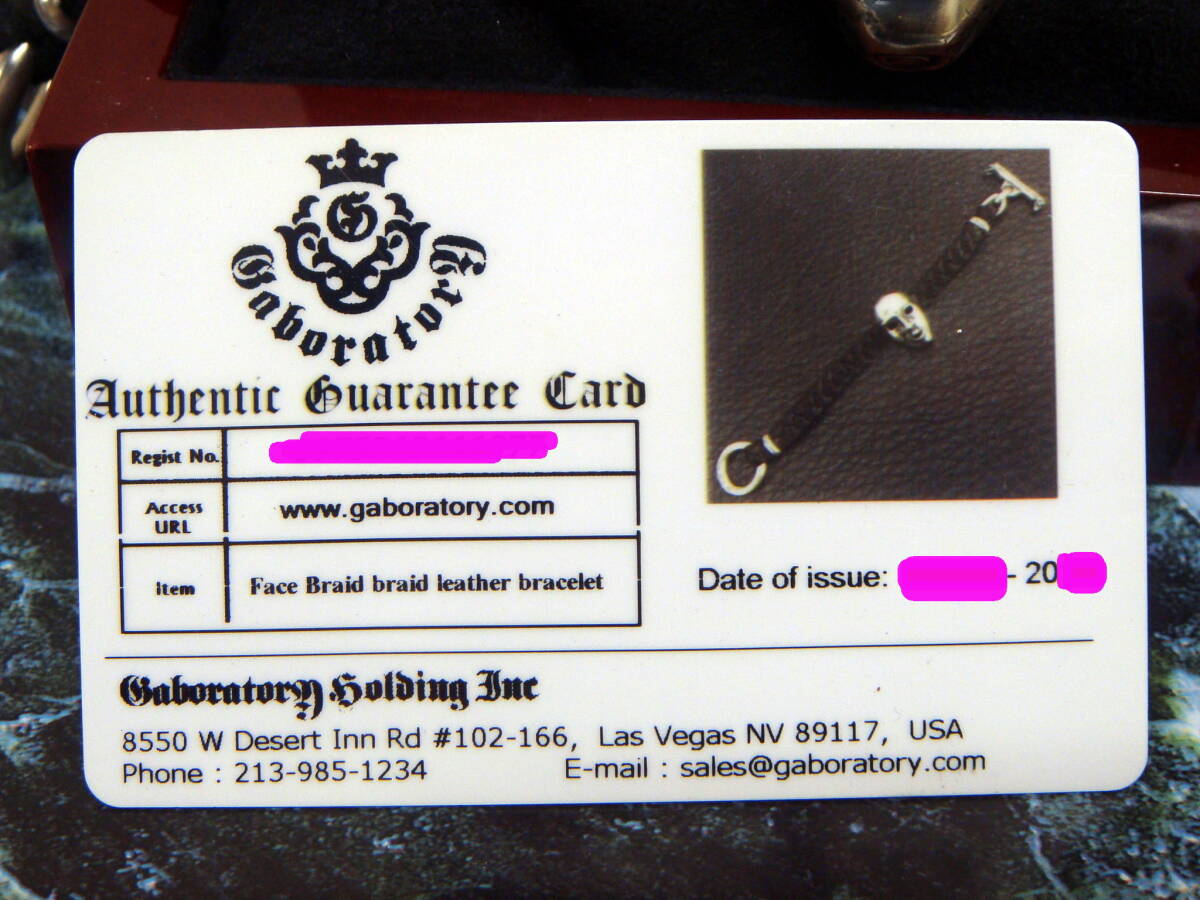 G
Gaboratory
Authentic Guarantee Card
Regist No.
Access URL
www.gaboratory.com
Item
Face Braid braid leather bracelet
Date of issue: - 20
Gaboratory Holding Inc
8550 W Desert Inn Rd #102-166, Las Vegas NV 89117, USA
Phone : 213-985-1234 E-mail : sales@gaboratory.com